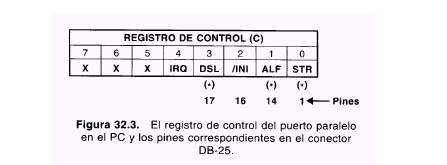 REGISTRO DE CONTROL (C)
7 6 5 4 3 2 1 0
X X X IRQ DSL /INI ALF STR
(•) (•) (•)
17 16 14 1 Pines
Figura 32.3. El registro de control del puerto paralelo
en el PC y los pines correspondientes en el conector
DB-25.